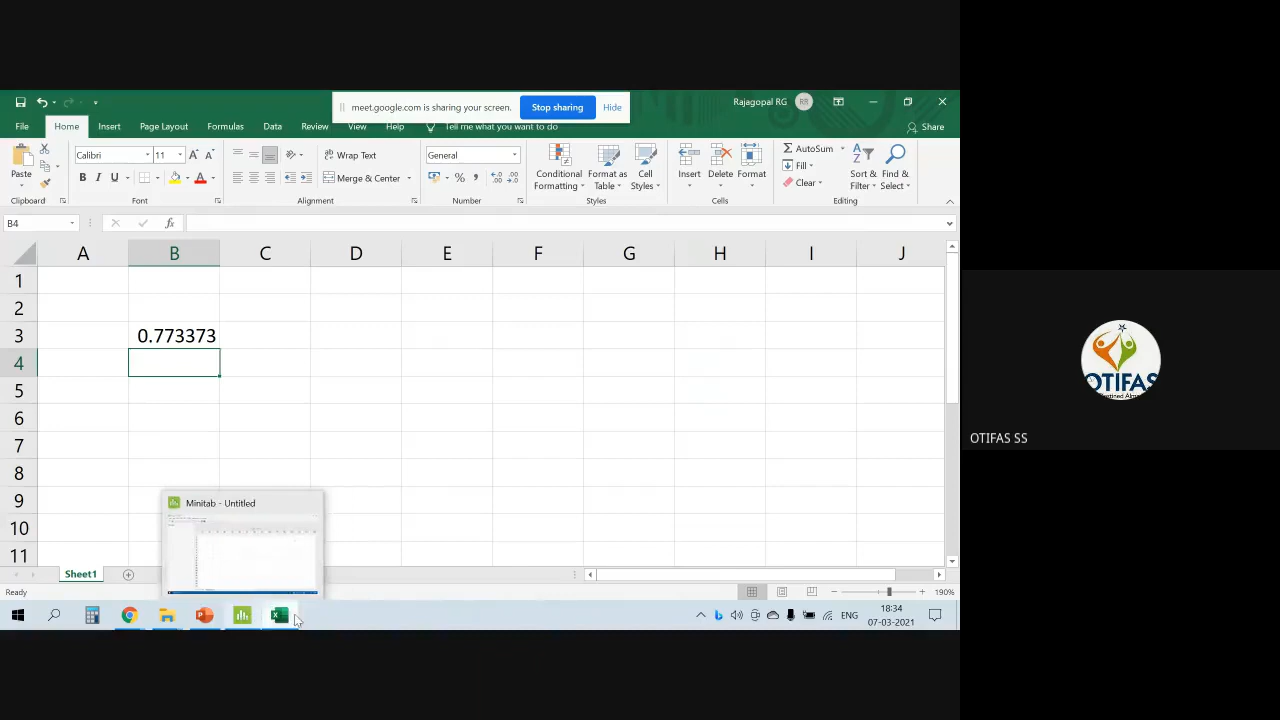 meet.google.com is sharing your screen. Stop sharing Hide
Rajagopal RG RR
File Home Insert Page Layout Formulas Data Review View Help Tell me what you want to do Share
Paste
Calibri 11
Wrap Text
General
Conditional Formatting
Format as Table
Cell Styles
Insert Delete Format
AutoSum
Fill
Clear
Sort & Filter
Find & Select
B I U
Merge & Center
Clipboard Font Alignment Number Styles Cells Editing
B4 fx
A B C D E F G H I J
1
2
3 0.773373
4
5
6
7
8
9
10
11
Minitab - Untitled
Sheet1
Ready 190%
ENG 18:34
07-03-2021
OTIFAS
OTIFAS SS